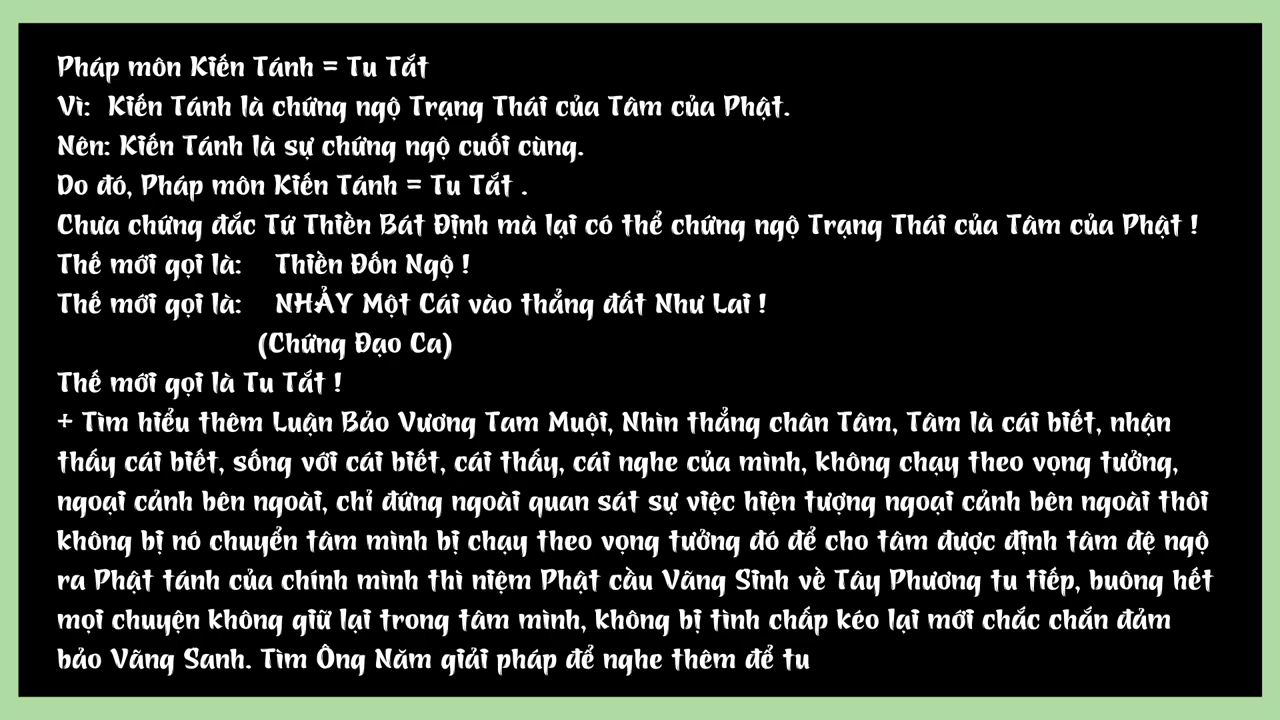 Pháp môn Kiến Tánh = Tu Tắt
Vì: Kiến Tánh là chứng ngộ Trạng Thái của Tâm của Phật.
Nên: Kiến Tánh là sự chứng ngộ cuối cùng.
Do đó, Pháp môn Kiến Tánh = Tu Tắt .
Chưa chứng đắc Tứ Thiền Bát Định mà lại có thể chứng ngộ Trạng Thái của Tâm của Phật !
Thế mới gọi là: Thiền Đốn Ngộ !
Thế mới gọi là: NHẢY Một Cái vào thẳng đất Như Lai !
(Chứng Đạo Ca)
Thế mới gọi là Tu Tắt !
+ Tìm hiểu thêm Luận Bảo Vương Tam Muội, Nhìn thẳng chân Tâm, Tâm là cái biết, nhận
thấy cái biết, sống với cái biết, cái thấy, cái nghe của mình, không chạy theo vọng tưởng,
ngoại cảnh bên ngoài, chỉ đứng ngoài quan sát sự việc hiện tượng ngoại cảnh bên ngoài thôi
không bị nó chuyển tâm mình bị chạy theo vọng tưởng đó để cho tâm được định tâm đệ ngộ
ra Phật tánh của chính mình thì niệm Phật cầu Vãng Sinh về Tây Phương tu tiếp, buông hết
mọi chuyện không giữ lại trong tâm mình, không bị tình chấp kéo lại mới chắc chắn đảm
bảo Vãng Sanh. Tìm Ông Năm giải pháp để nghe thêm để tu